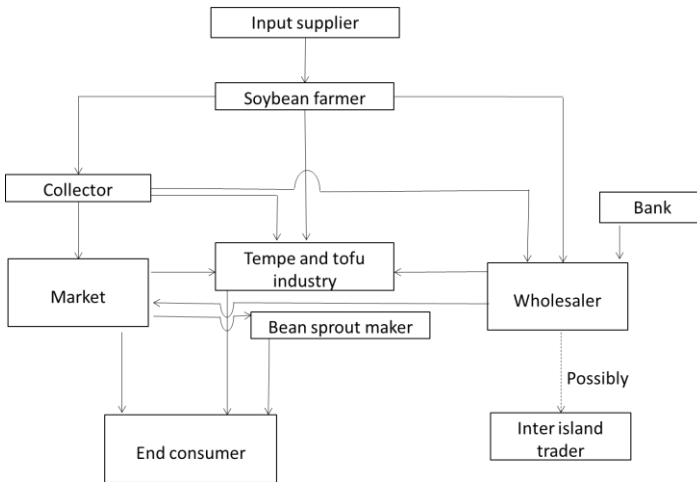 Input supplier
Soybean farmer
Collector
Bank
Tempe and tofu
industry
Market
Wholesaler
Bean sprout maker
Possibly
Inter island
trader
End consumer